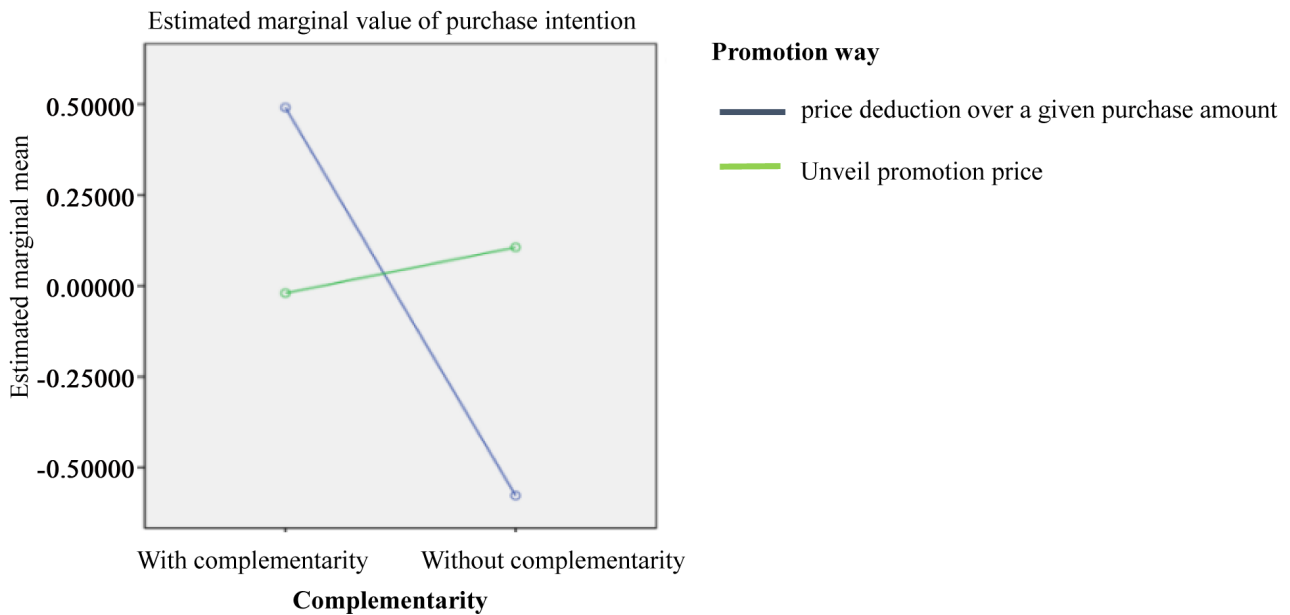 Estimated marginal value of purchase intention
Promotion way
price deduction over a given purchase amount
Unveil promotion price
Estimated marginal mean
0.50000
0.25000
0.00000
-0.25000
-0.50000
With complementarity
Without complementarity
Complementarity